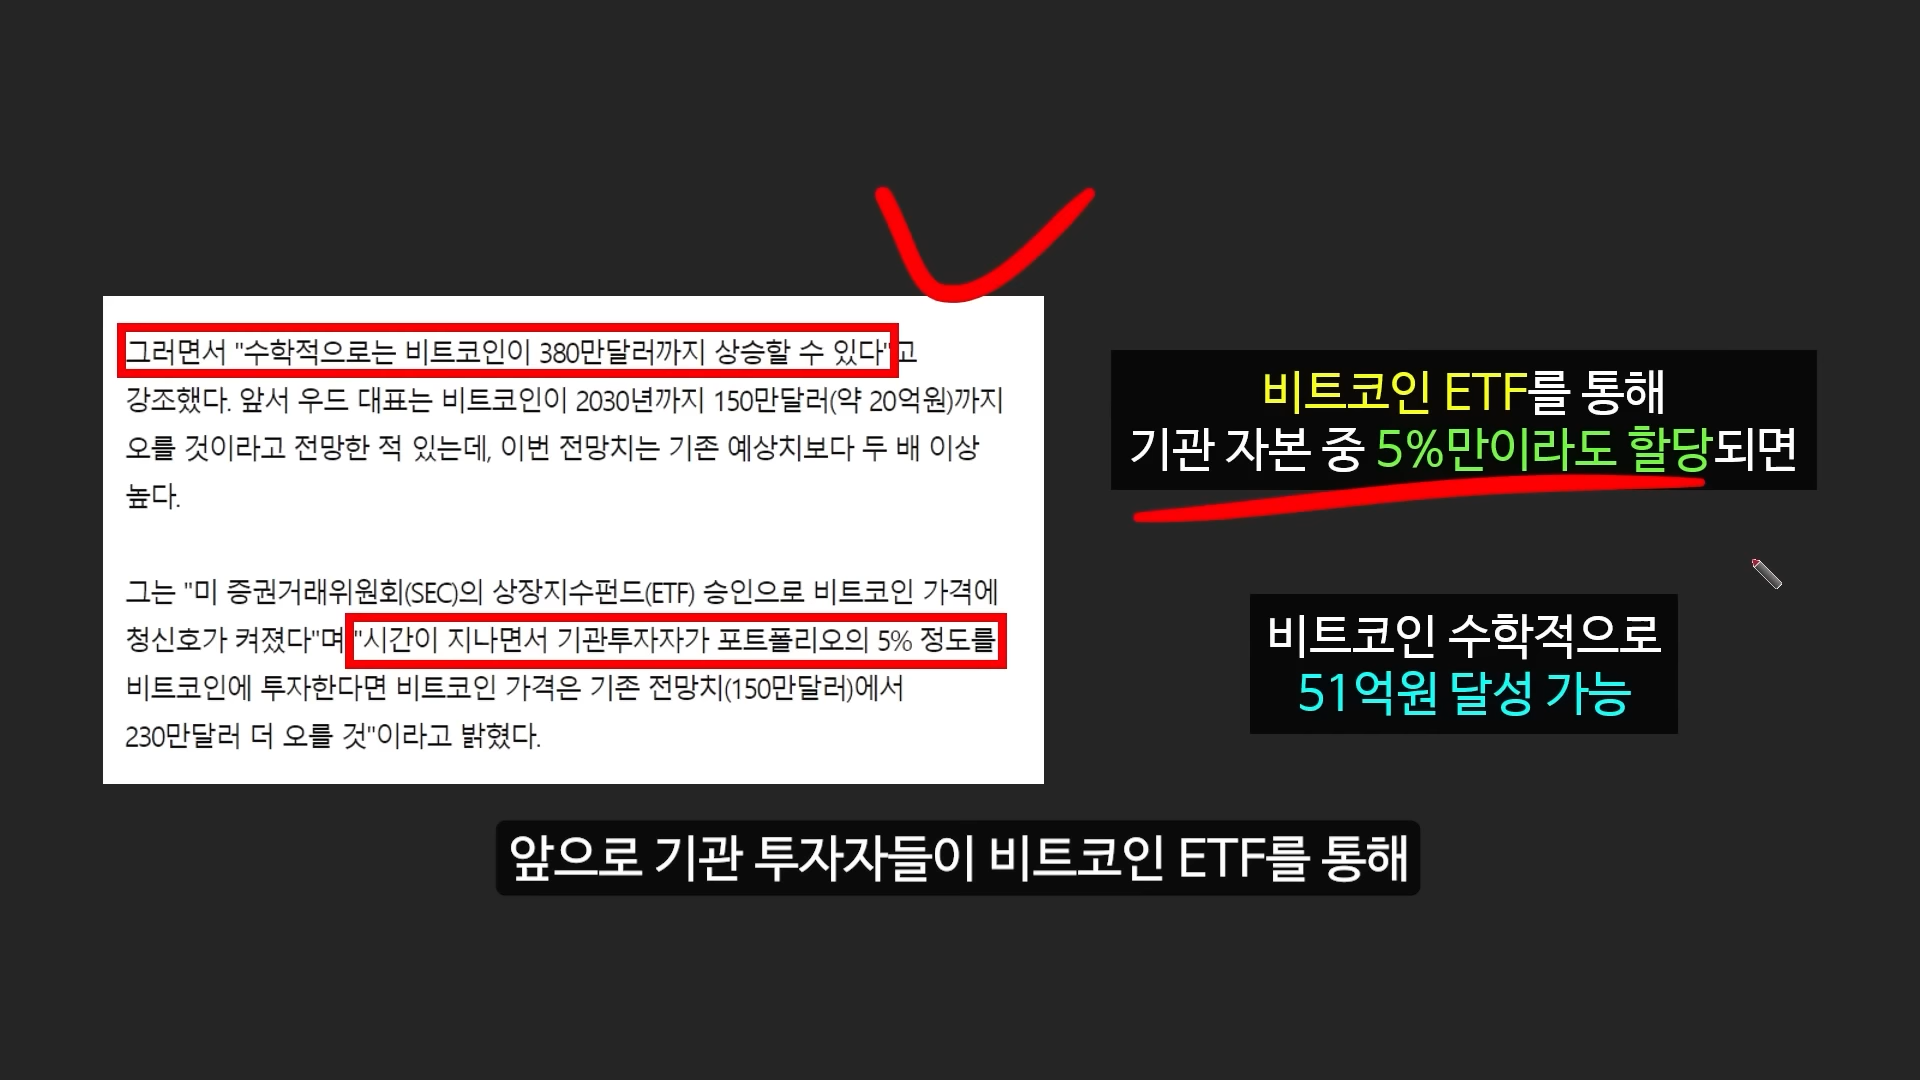 그러면서 "수학적으로는 비트코인이 380만달러까지 상승할 수 있다"고
강조했다. 앞서 우드 대표는 비트코인이 2030년까지 150만달러(약 20억원)까지
오를 것이라고 전망한 적 있는데, 이번 전망치는 기존 예상치보다 두 배 이상
높다.
그는 "미 증권거래위원회(SEC)의 상장지수펀드(ETF) 승인으로 비트코인 가격에
청신호가 켜졌다"며 "시간이 지나면서 기관투자자가 포트폴리오의 5% 정도를
비트코인에 투자한다면 비트코인 가격은 기존 전망치(150만달러)에서
230만달러 더 오를 것"이라고 밝혔다.
비트코인 ETF를 통해
기관 자본 중 5%만이라도 할당되면
비트코인 수학적으로
51억원 달성 가능
앞으로 기관 투자자들이 비트코인 ETF를 통해